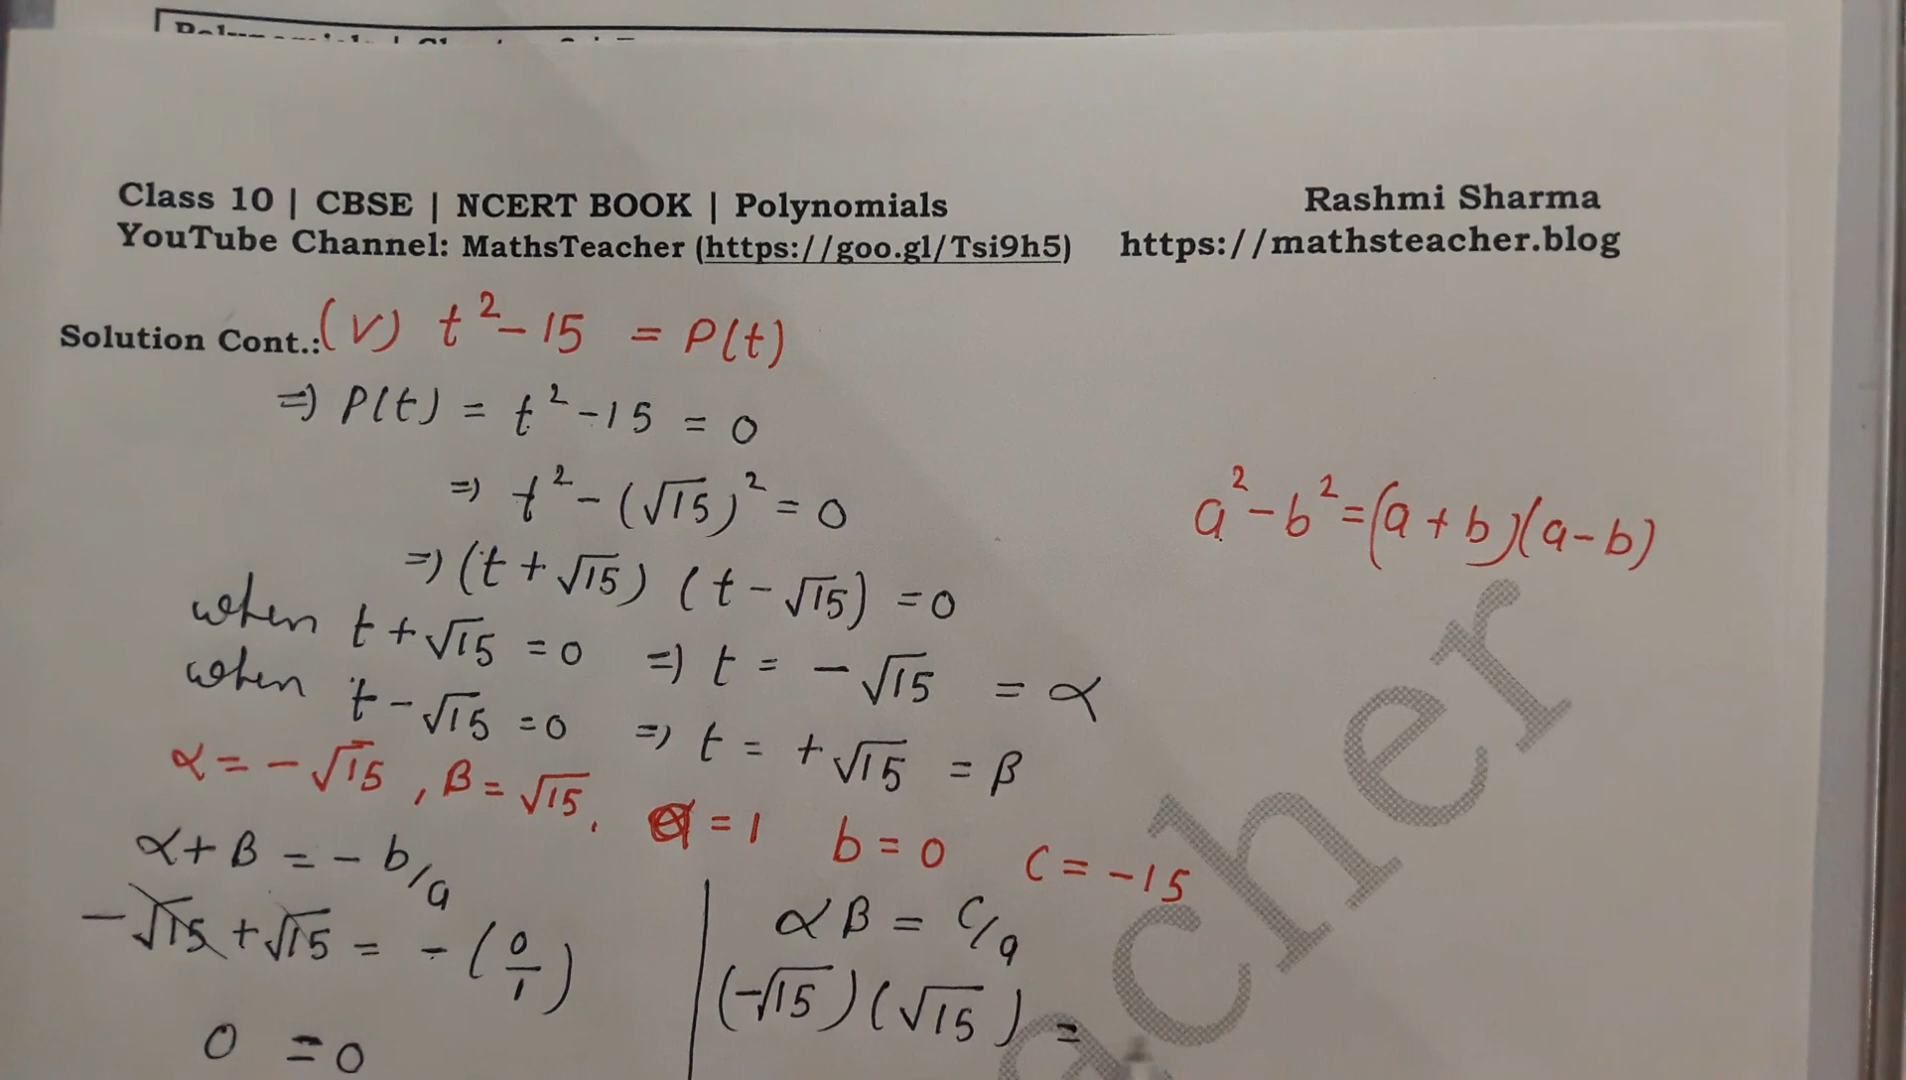 Class 10 | CBSE | NCERT BOOK | Polynomials
Rashmi Sharma
YouTube Channel: MathsTeacher (https://goo.gl/Tsi9h5)
https://mathsteacher.blog
Solution Cont.: (v) t² - 15 = P(t)
⇒ P(t) = t² - 15 = 0
⇒ t² - (√15)² = 0
a² - b² = (a + b)(a - b)
⇒ (t + √15) (t - √15) = 0
when t + √15 = 0 ⇒ t = - √15 = α
when t - √15 = 0 ⇒ t = + √15 = β
α = - √15, β = √15, a = 1 b = 0 c = -15
α + β = - b/a
- √15 + √15 = - (0/1)
0 = 0
αβ = c/a
(-√15)(√15) =
acher